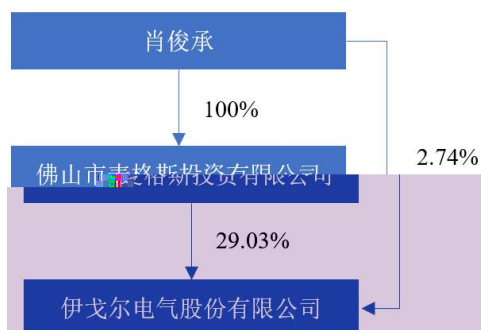 肖俊承
100%
佛山市麦格斯投资有限公司
2.74%
29.03%
伊戈尔电气股份有限公司